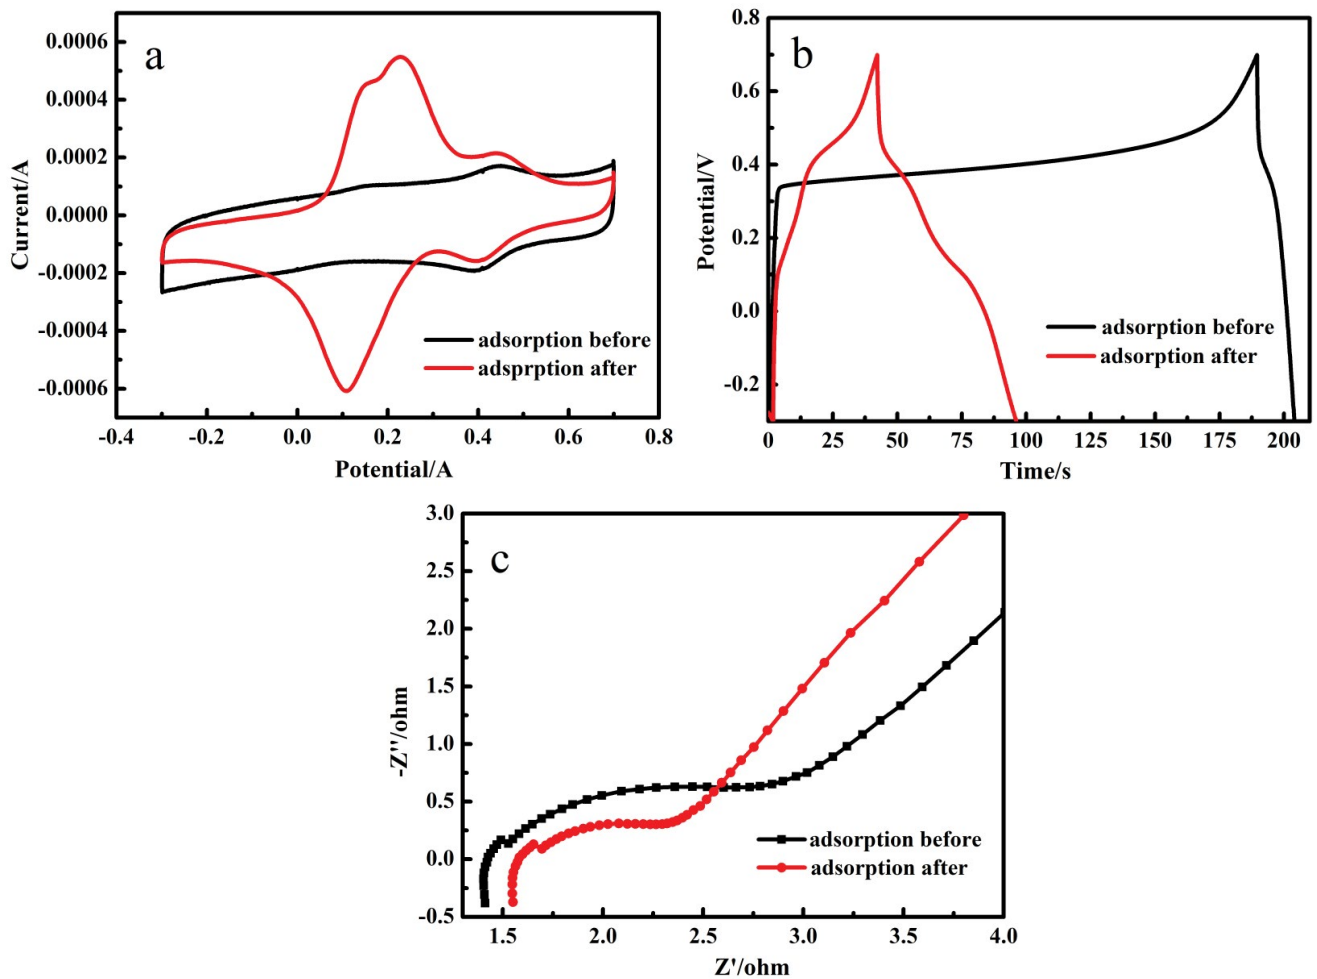 a
0.0006
0.0004
0.0002
0.0000
-0.0002
-0.0004
-0.0006
Current/A
-0.4 -0.2 0.0 0.2 0.4 0.6 0.8
Potential/A
adsorption before
adsprption after
b
0.8
0.6
0.4
0.2
0.0
-0.2
Potential/V
0 25 50 75 100 125 150 175 200
Time/s
adsorption before
adsorption after
c
3.0
2.5
2.0
1.5
1.0
0.5
0.0
-0.5
-Z''/ohm
1.5 2.0 2.5 3.0 3.5 4.0
Z'/ohm
adsorption before
adsorption after